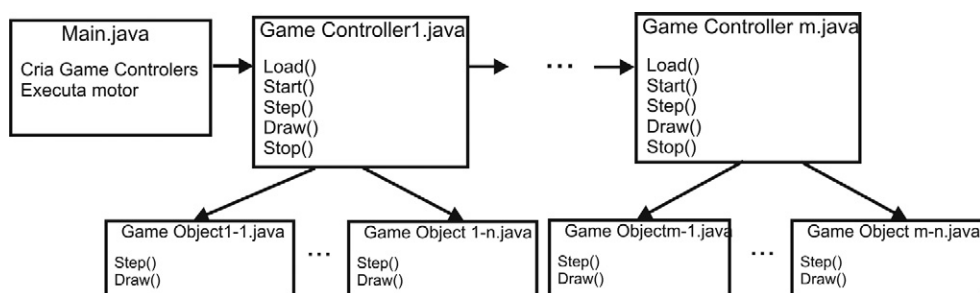 Main.java
Cria Game Controlers
Executa motor
Game Controller1.java
Load()
Start()
Step()
Draw()
Stop()
...
Game Controller m.java
Load()
Start()
Step()
Draw()
Stop()
Game Object1-1.java
Step()
Draw()
...
Game Object 1-n.java
Step()
Draw()
Game Objectm-1.java
Step()
Draw()
...
Game Object m-n.java
Step()
Draw()